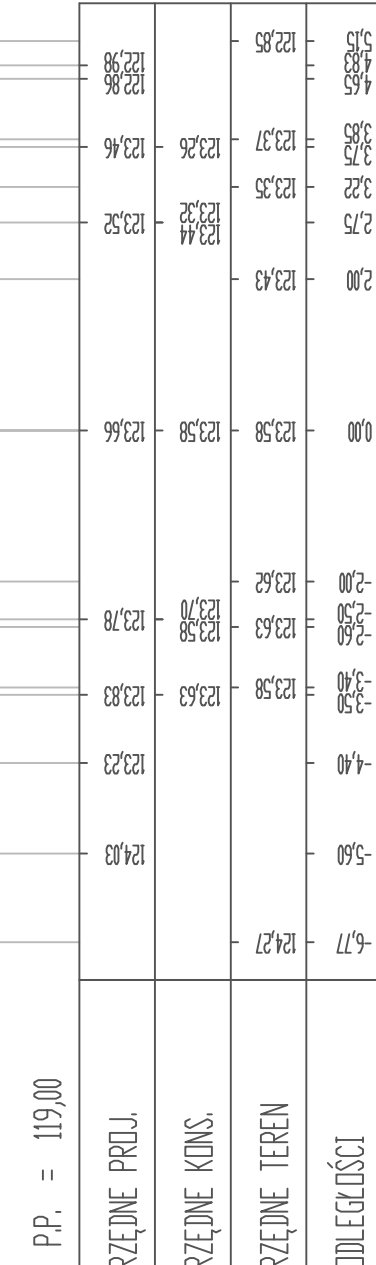 P.P. = 119,00
RZĘDNE PROJ. 124,03 123,23 123,83 123,78 123,66 123,52 123,46 122,86 122,98
RZĘDNE KONS. 123,63 123,58 123,70 123,58 123,44 123,32 123,26
RZĘDNE TEREN 124,27 123,58 123,63 123,62 123,58 123,43 123,35 123,37 122,85
ODLEGŁOŚCI -6,77 -5,60 -4,40 -3,50 -3,40 -2,60 -2,50 -2,00 0,00 2,00 2,75 3,22 3,75 3,85 4,65 4,83 5,15